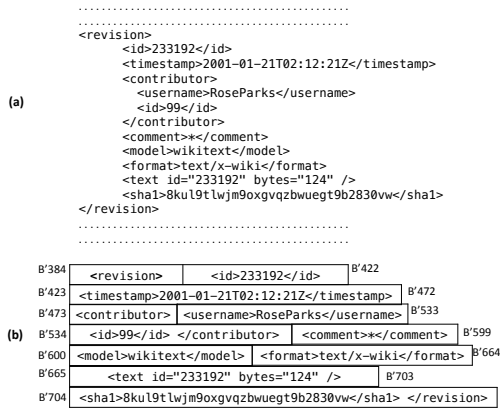 <revision>
<id>233192</id>
<timestamp>2001-01-21T02:12:21Z</timestamp>
<contributor>
<username>RoseParks</username>
(a)
<id>99</id>
</contributor>
<comment>*</comment>
<model>wikitext</model>
<format>text/x-wiki</format>
<text id="233192" bytes="124" />
<sha1>8kul9tlwjm9oxgvqzbwuegt9b2830vw</sha1>
</revision>
B'384 <revision> <id>233192</id> B'422
B'423 <timestamp>2001-01-21T02:12:21Z</timestamp> B'472
B'473 <contributor> <username>RoseParks</username> B'533
(b) B'534 <id>99</id> </contributor> <comment>*</comment> B'599
B'600 <model>wikitext</model> <format>text/x-wiki</format> B'664
B'665 <text id="233192" bytes="124" /> B'703
B'704 <sha1>8kul9tlwjm9oxgvqzbwuegt9b2830vw</sha1> </revision>